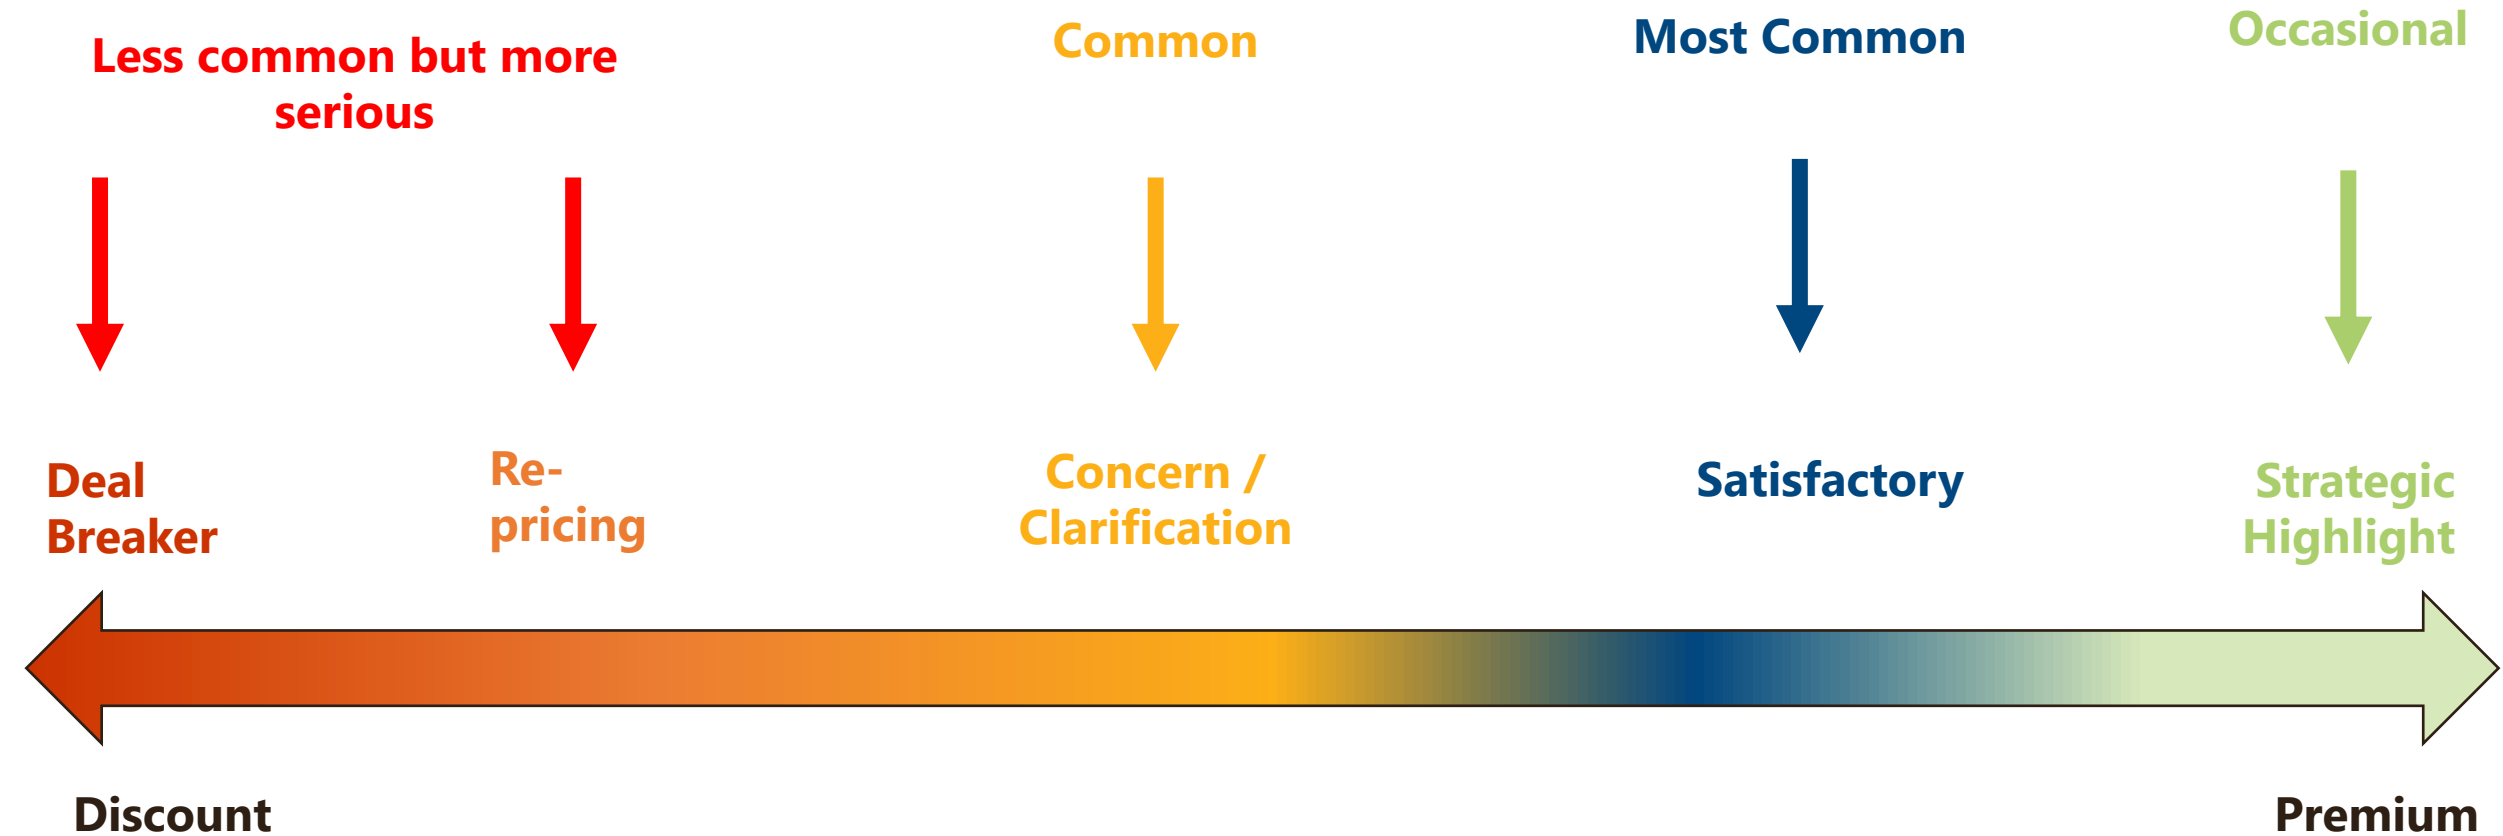 Less common but more
serious
Common
Most Common
Occasional
Deal
Breaker
Re-
pricing
Concern /
Clarification
Satisfactory
Strategic
Highlight
Discount
Premium